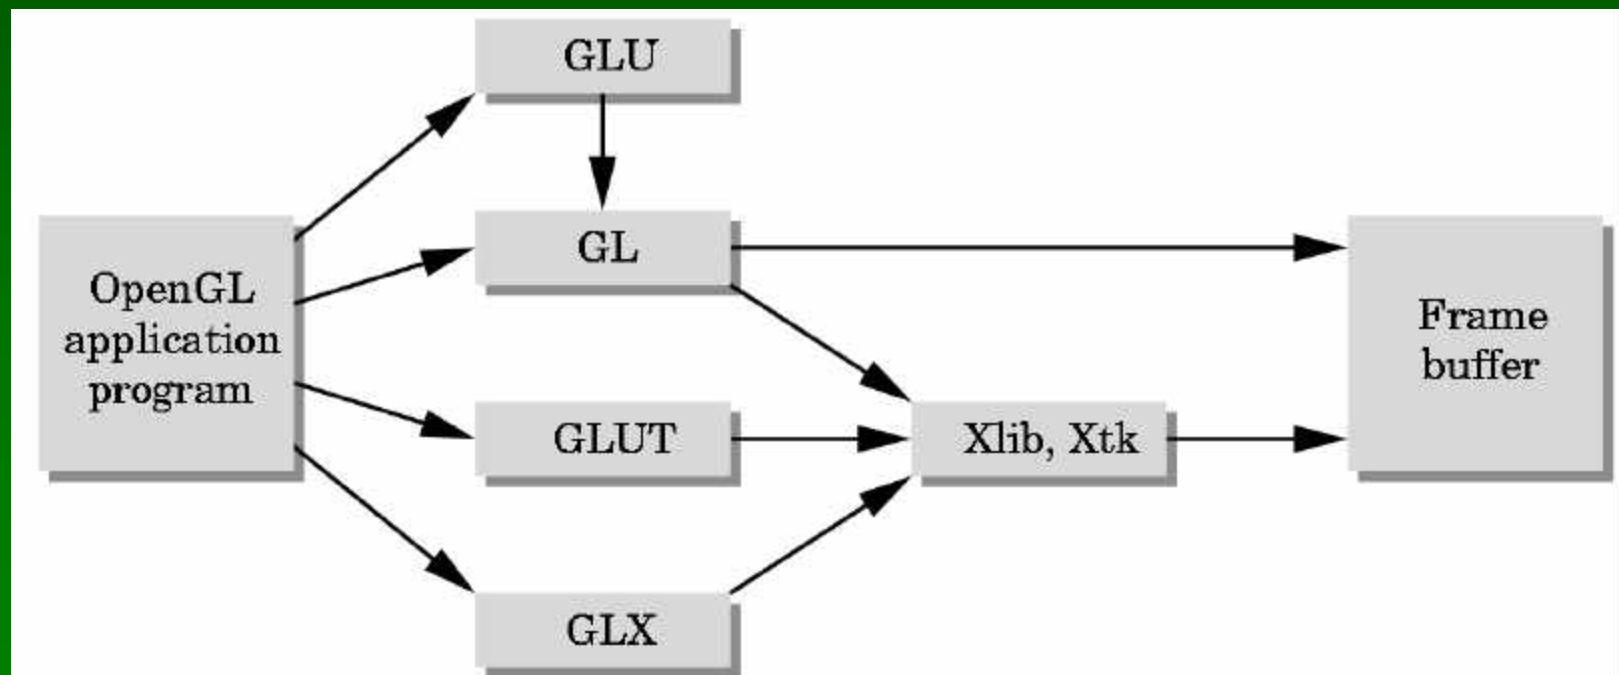 GLU
OpenGL
application
program
GL
GLUT
GLX
Xlib, Xtk
Frame
buffer